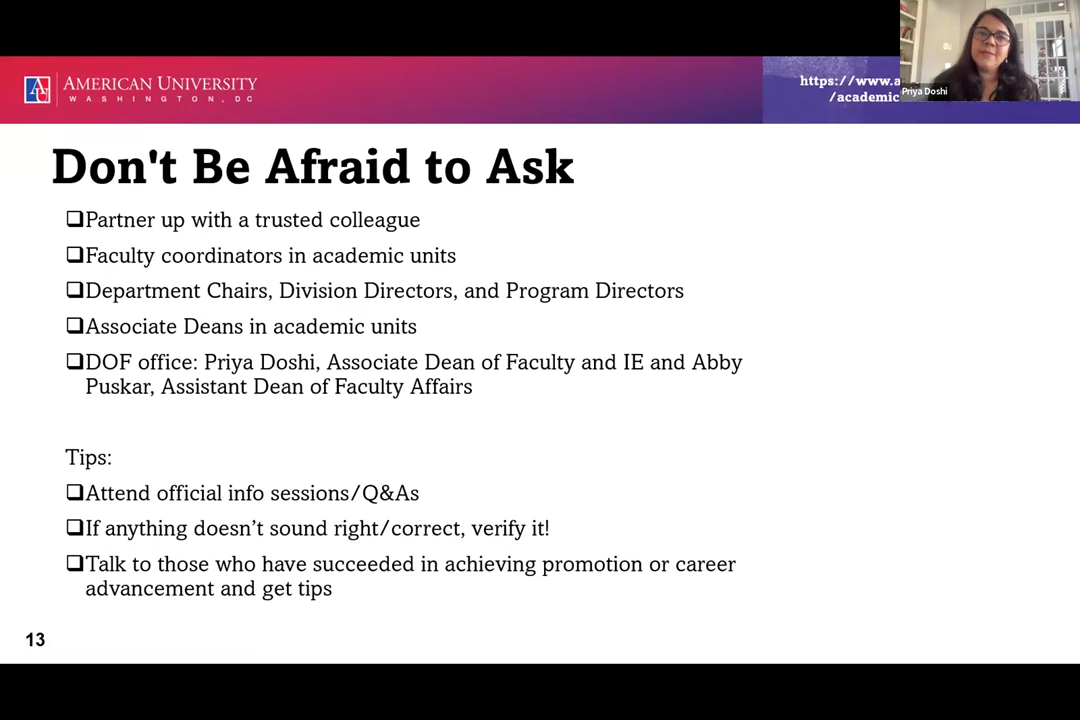 AMERICAN UNIVERSITY
WASHINGTON, DC
https://www.a
/academic
Priya Doshi
Don't Be Afraid to Ask
❑Partner up with a trusted colleague
❑Faculty coordinators in academic units
❑Department Chairs, Division Directors, and Program Directors
❑Associate Deans in academic units
❑DOF office: Priya Doshi, Associate Dean of Faculty and IE and Abby
Puskar, Assistant Dean of Faculty Affairs
Tips:
❑Attend official info sessions/Q&As
❑If anything doesn’t sound right/correct, verify it!
❑Talk to those who have succeeded in achieving promotion or career
advancement and get tips
13